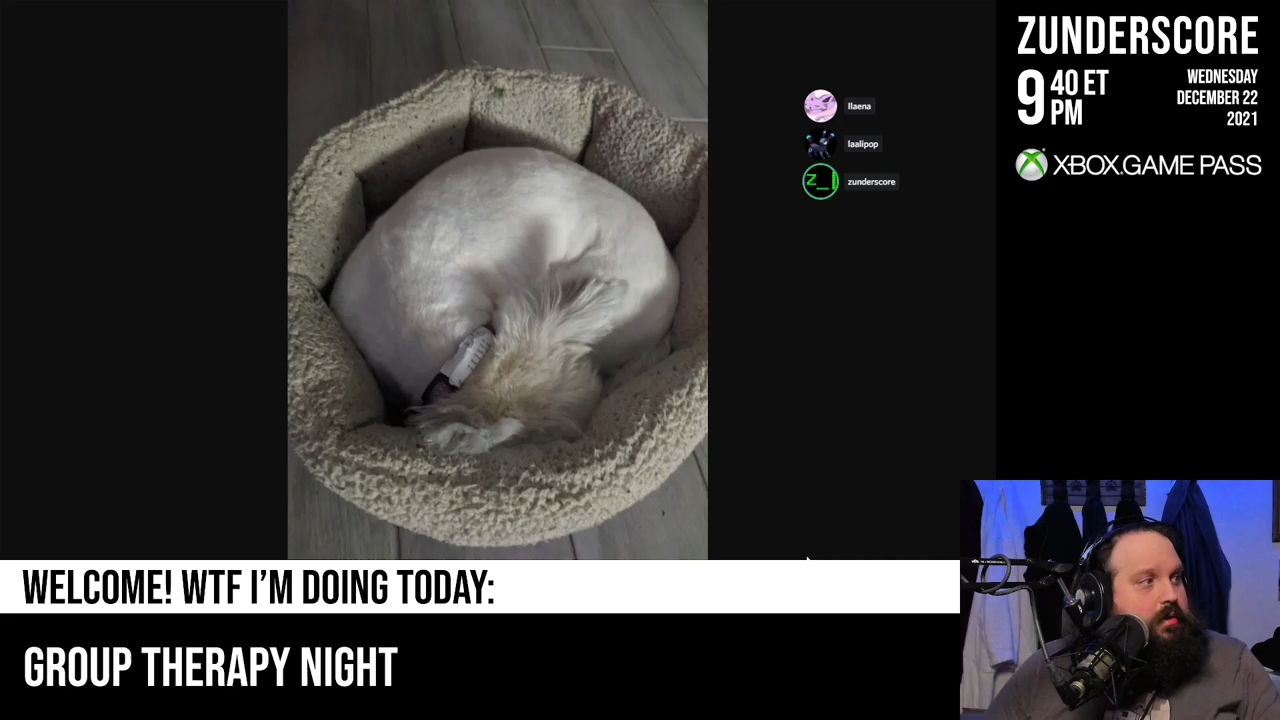 llaena
laalipop
zunderscore
Z_
ZUNDERSCORE
9 40 ET
PM
WEDNESDAY
DECEMBER 22
2021
XBOX GAME PASS
WELCOME! WTF I'M DOING TODAY:
GROUP THERAPY NIGHT